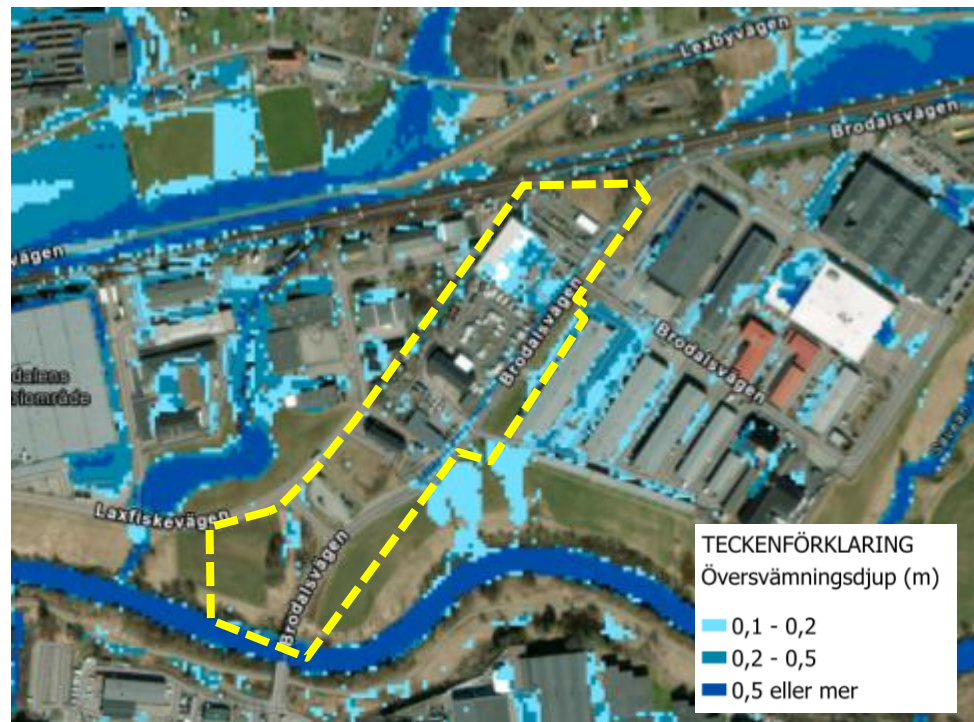 Lexbyvägen
Brodalsvägen
vägen
Brodalsvägen
Brodalsvägen
dalens
Säveån
Laxfiskevägen
Brodalsvägen
TECKENFÖRKLARING
Översvämningsdjup (m)
0,1 - 0,2
0,2 - 0,5
0,5 eller mer